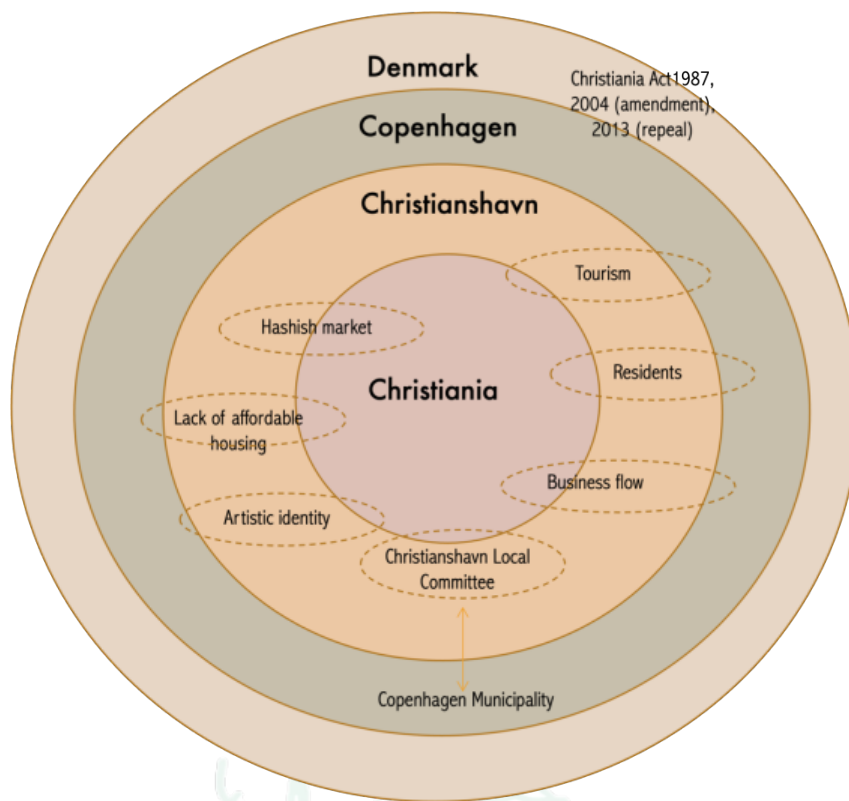 Denmark
Christiania Act1987,
2004 (amendment),
2013 (repeal)
Copenhagen
Christianshavn
Tourism
Hashish market
Residents
Christiania
Lack of affordable
housing
Business flow
Artistic identity
Christianshavn Local
Committee
Copenhagen Municipality